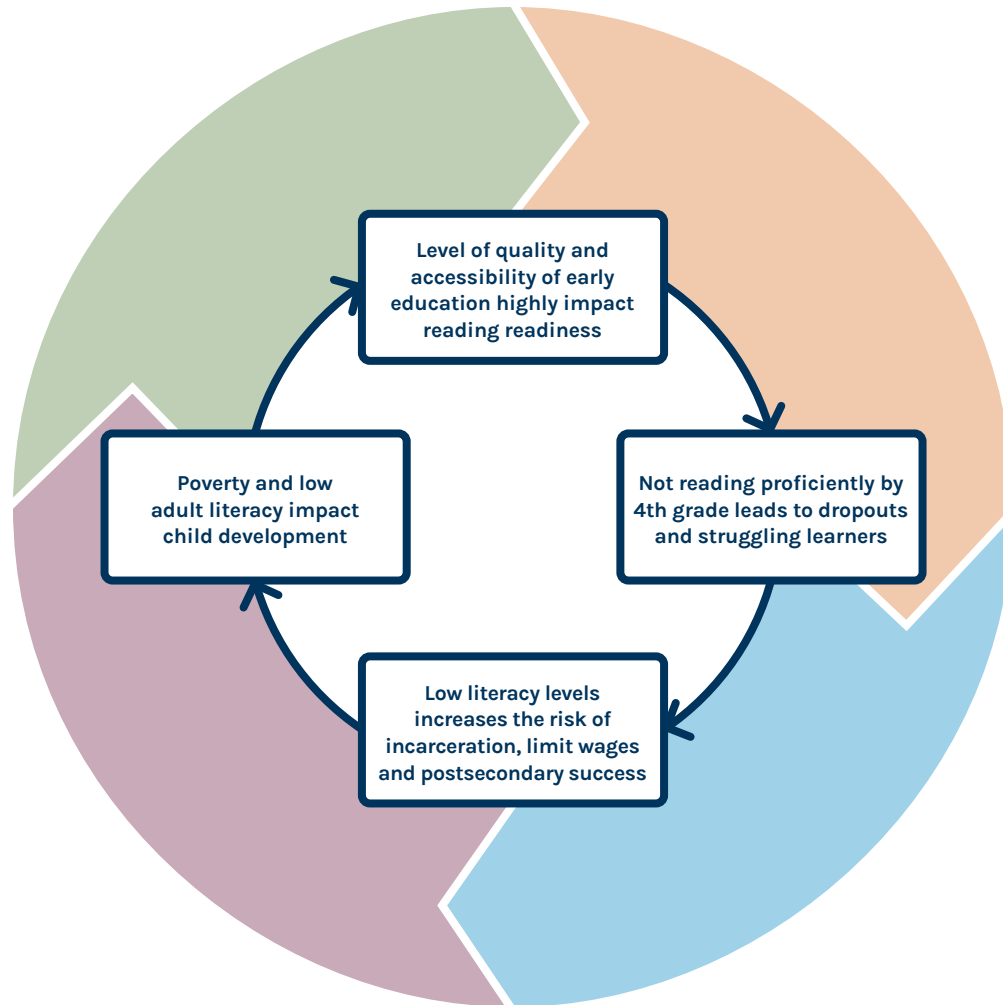 Level of quality and
accessibility of early
education highly impact
reading readiness
Not reading proficiently by
4th grade leads to dropouts
and struggling learners
Low literacy levels
increases the risk of
incarceration, limit wages
and postsecondary success
Poverty and low
adult literacy impact
child development